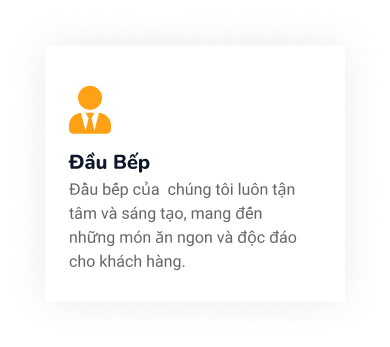 Đầu Bếp
Đầu bếp của  chúng tôi luôn tận
tâm và sáng tạo, mang đến
những món ăn ngon và độc đáo
cho khách hàng.